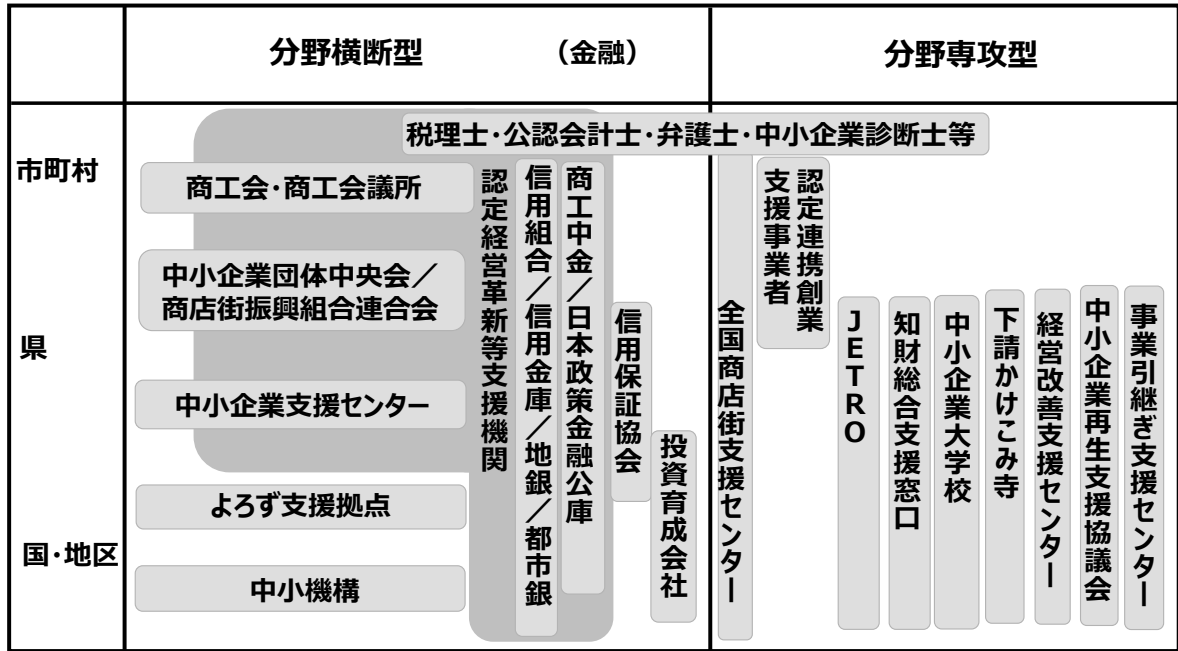 分野横断型
(金融)
分野専攻型
市町村
県
国・地区
税理士・公認会計士・弁護士・中小企業診断士等
商工会・商工会議所
中小企業団体中央会／
商店街振興組合連合会
中小企業支援センター
よろず支援拠点
中小機構
認定経営革新等支援機関
信用組合／信用金庫／地銀／都市銀
商工中金／日本政策金融公庫
信用保証協会
投資育成会社
全国商店街支援センター
認定連携創業
支援事業者
JETRO
知財総合支援窓口
中小企業大学校
下請かけこみ寺
経営改善支援センター
中小企業再生支援協議会
事業引継ぎ支援センター